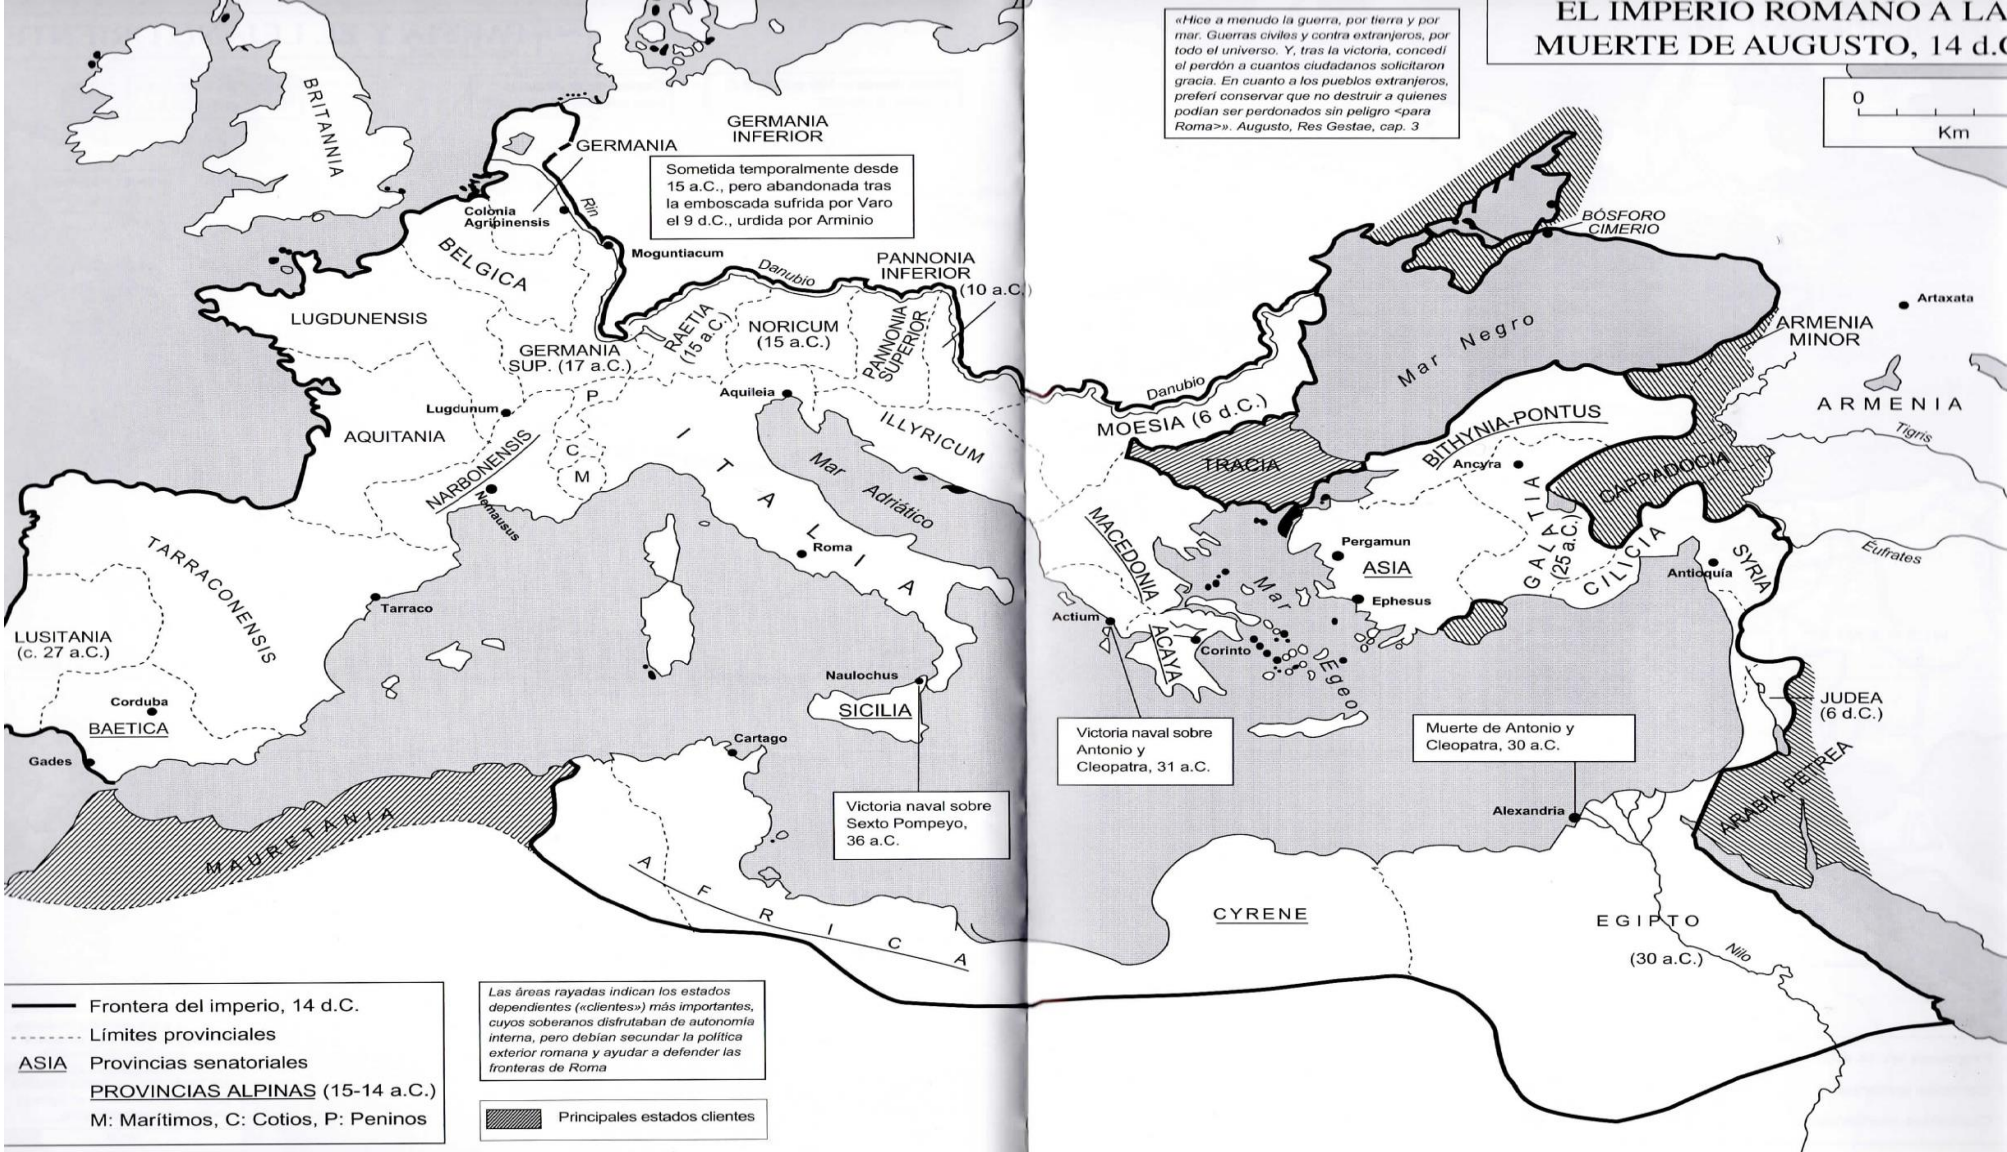 EL IMPERIO ROMANO A LA
MUERTE DE AUGUSTO, 14 d.
0
Km
«Hice a menudo la guerra, por tierra y por
mar. Guerras civiles y contra extranjeros, por
todo el universo. Y, tras la victoria, concedí
el perdón a cuantos ciudadanos solicitaron
gracia. En cuanto a los pueblos extranjeros,
preferí conservar que no destruir a quienes
podían ser perdonados sin peligro <para
Roma>». Augusto, Res Gestae, cap. 3
BRITANNIA
GERMANIA
INFERIOR
GERMANIA
Sometida temporalmente desde
15 a.C., pero abandonada tras
la emboscada sufrida por Varo
el 9 d.C., urdida por Arminio
Rin
Colonia
Agripinensis
Moguntiacum
BELGICA
Danubio
PANNONIA
INFERIOR
(10 a.C.)
LUGDUNENSIS
GERMANIA
SUP. (17 a.C.)
RAETIA
(15 a.C.)
NORICUM
(15 a.C.)
PANNONIA
SUPERIOR
P
Aquileia
Lugdunum
AQUITANIA
NARBONENSIS
Nemausus
C
M
ITALIA
ILLYRICUM
Mar
Adriático
Roma
TARRACONENSIS
Tarraco
LUSITANIA
(c. 27 a.C.)
Corduba
BAETICA
Gades
Naulochus
SICILIA
Cartago
Victoria naval sobre
Sexto Pompeyo,
36 a.C.
MAURETANIA
AFRICA
BÓSFORO
CIMERIO
Mar Negro
Artaxata
ARMENIA
MINOR
ARMENIA
Tigris
Danubio
MOESIA (6 d.C.)
TRACIA
BITHYNIA-PONTUS
Ancyra
CAPPADOCIA
MACEDONIA
Pergamun
ASIA
GALATIA
(25 a.C.)
CILICIA
Antioquía
SYRIA
Éufrates
Ephesus
Mar
Egeo
Actium
ACAYA
Corinto
Victoria naval sobre
Antonio y
Cleopatra, 31 a.C.
Muerte de Antonio y
Cleopatra, 30 a.C.
JUDEA
(6 d.C.)
ARABIA PETREA
Alexandria
CYRENE
EGIPTO
(30 a.C.)
Nilo
Frontera del imperio, 14 d.C.
Límites provinciales
ASIA Provincias senatoriales
PROVINCIAS ALPINAS (15-14 a.C.)
M: Marítimos, C: Cotios, P: Peninos
Las áreas rayadas indican los estados
dependientes («clientes») más importantes,
cuyos soberanos disfrutaban de autonomía
interna, pero debían secundar la política
exterior romana y ayudar a defender las
fronteras de Roma
Principales estados clientes